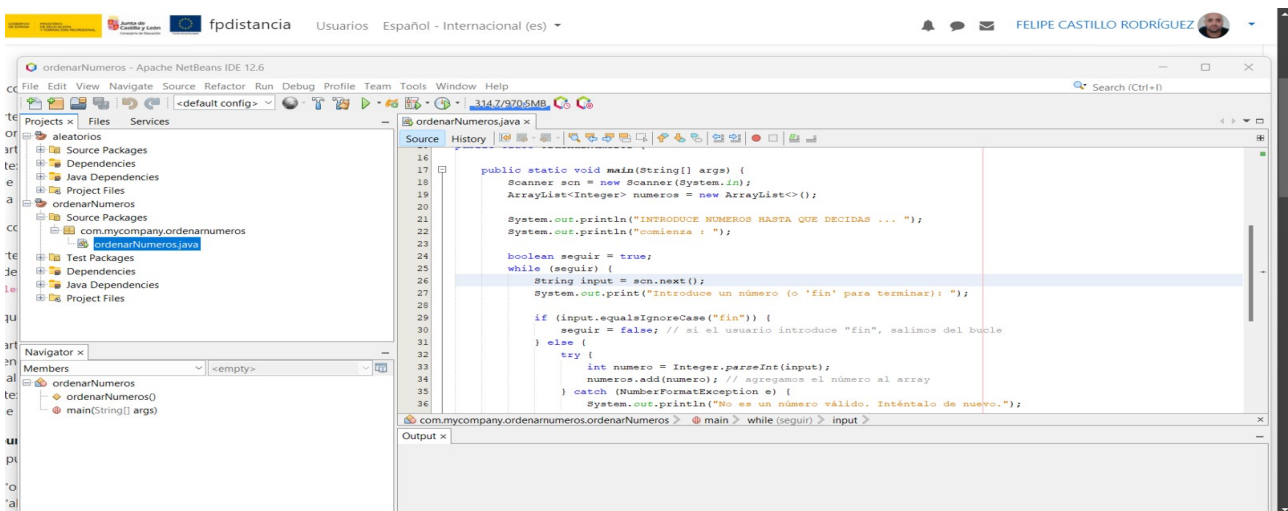 Junta de Castilla y León
fpdistancia Usuarios Español - Internacional (es)
FELIPE CASTILLO RODRÍGUEZ
ordenarNumeros - Apache NetBeans IDE 12.6
File Edit View Navigate Source Refactor Run Debug Profile Team Tools Window Help
Search (Ctrl+I)
<default config>
314,7/970,5MB
Projects × Files Services
aleatorios
Source Packages
Dependencies
Java Dependencies
Project Files
ordenarNumeros
Source Packages
com.mycompany.ordenarnumeros
ordenarNumeros.java
Test Packages
Dependencies
Java Dependencies
Project Files
Navigator ×
Members <empty>
ordenarNumeros
ordenarNumeros()
main(String[] args)
ordenarNumeros.java ×
Source History
16
17 public static void main(String[] args) {
18 Scanner scn = new Scanner(System.in);
19 ArrayList<Integer> numeros = new ArrayList<>();
20
21 System.out.println("INTRODUCE NUMEROS HASTA QUE DECIDAS ... ");
22 System.out.println("comienza : ");
23
24 boolean seguir = true;
25 while (seguir) {
26 String input = scn.next();
27 System.out.print("Introduce un número (o 'fin' para terminar): ");
28
29 if (input.equalsIgnoreCase("fin")) {
30 seguir = false; // si el usuario introduce "fin", salimos del bucle
31 } else {
32 try {
33 int numero = Integer.parseInt(input);
34 numeros.add(numero); // agregamos el número al array
35 } catch (NumberFormatException e) {
36 System.out.println("No es un número válido. Inténtalo de nuevo.");
com.mycompany.ordenarnumeros.ordenarNumeros main while (seguir) input
Output ×